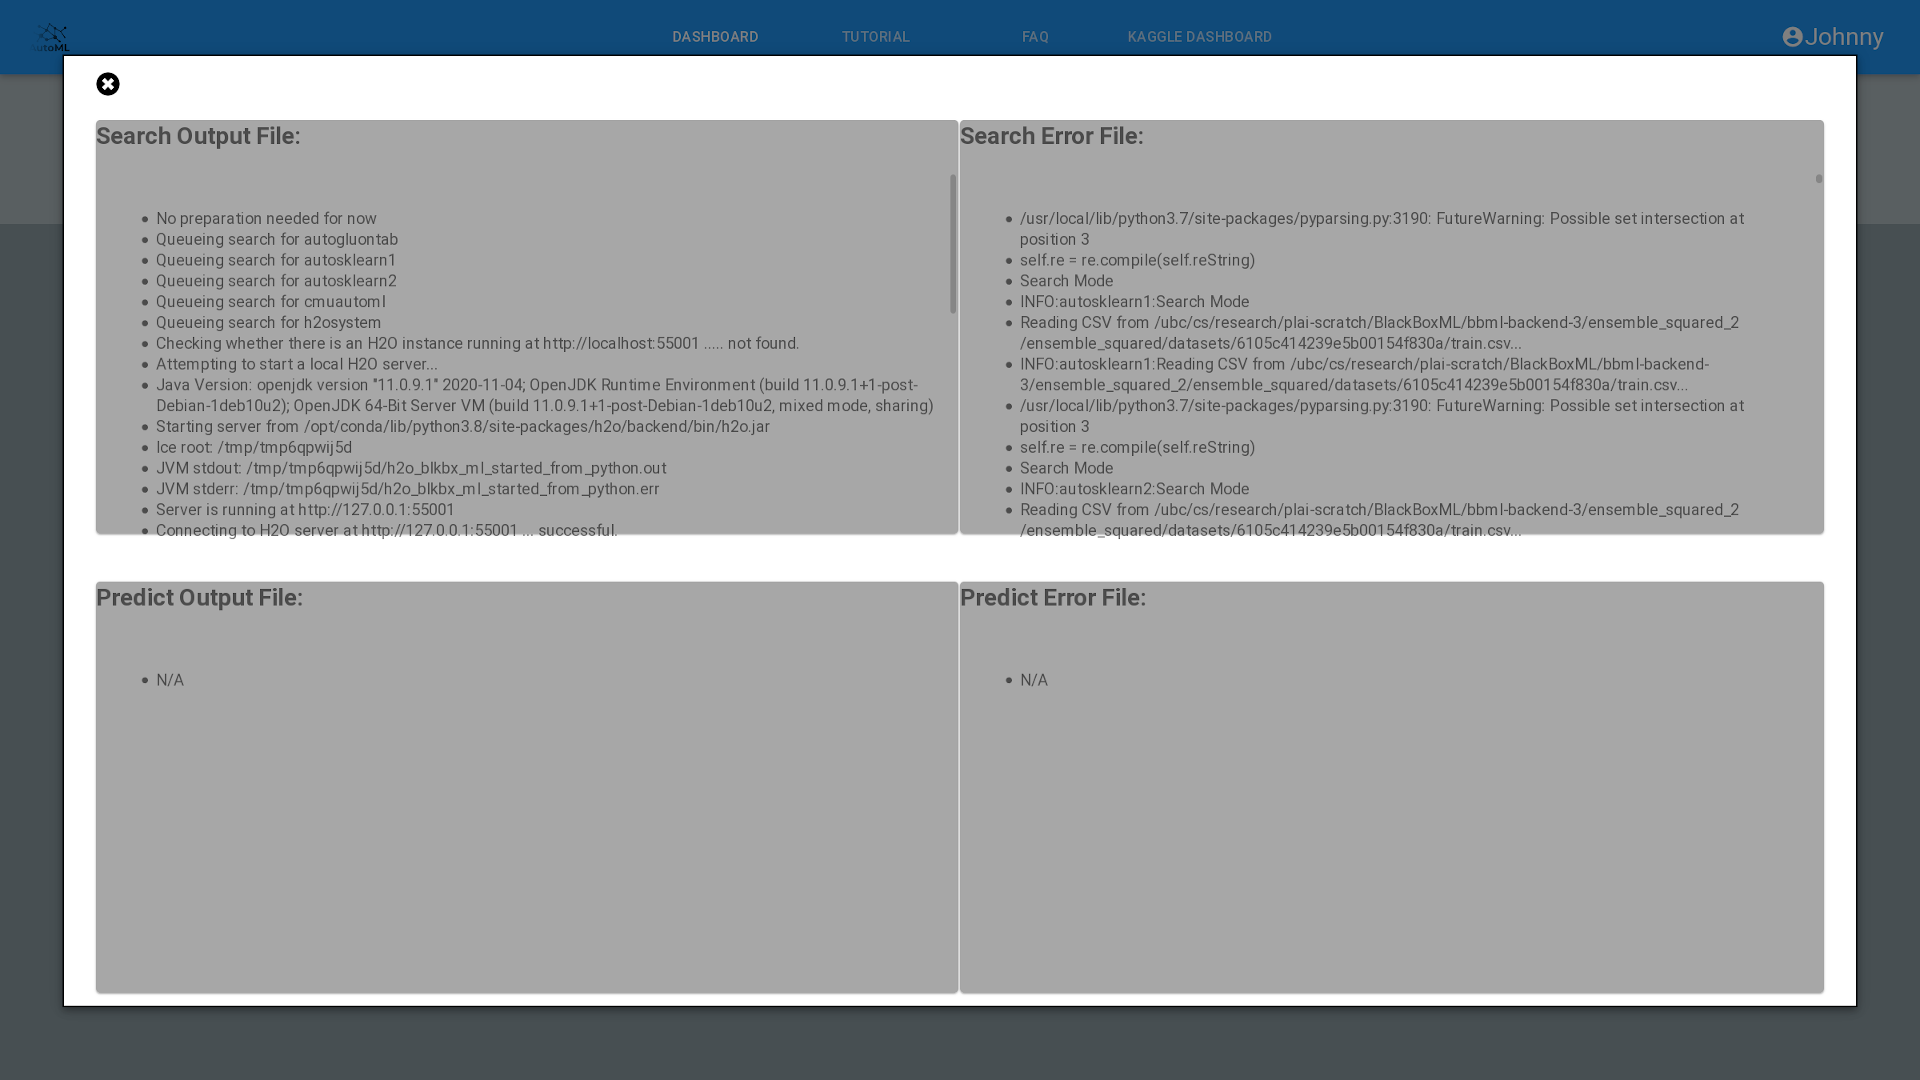 utoML
DASHBOARD
TUTORIAL
FAQ
KAGGLE DASHBOARD
Johnny
Search Output File:
No preparation needed for now
Queueing search for autogluontab
Queueing search for autosklearn1
Queueing search for autosklearn2
Queueing search for cmuautoml
Queueing search for h2osystem
Checking whether there is an H2O instance running at http://localhost:55001 ..... not found.
Attempting to start a local H2O server...
Java Version: openjdk version "11.0.9.1" 2020-11-04; OpenJDK Runtime Environment (build 11.0.9.1+1-post-
Debian-1deb10u2); OpenJDK 64-Bit Server VM (build 11.0.9.1+1-post-Debian-1deb10u2, mixed mode, sharing)
Starting server from /opt/conda/lib/python3.8/site-packages/h2o/backend/bin/h2o.jar
Ice root: /tmp/tmp6qpwij5d
JVM stdout: /tmp/tmp6qpwij5d/h2o_blkbx_ml_started_from_python.out
JVM stderr: /tmp/tmp6qpwij5d/h2o_blkbx_ml_started_from_python.err
Server is running at http://127.0.0.1:55001
Connecting to H2O server at http://127.0.0.1:55001 ... successful.
Search Error File:
/usr/local/lib/python3.7/site-packages/pyparsing.py:3190: FutureWarning: Possible set intersection at
position 3
self.re = re.compile(self.reString)
Search Mode
INFO:autosklearn1:Search Mode
Reading CSV from /ubc/cs/research/plai-scratch/BlackBoxML/bbml-backend-3/ensemble_squared_2
/ensemble_squared/datasets/6105c414239e5b00154f830a/train.csv...
INFO:autosklearn1:Reading CSV from /ubc/cs/research/plai-scratch/BlackBoxML/bbml-backend-
3/ensemble_squared_2/ensemble_squared/datasets/6105c414239e5b00154f830a/train.csv...
/usr/local/lib/python3.7/site-packages/pyparsing.py:3190: FutureWarning: Possible set intersection at
position 3
self.re = re.compile(self.reString)
Search Mode
INFO:autosklearn2:Search Mode
Reading CSV from /ubc/cs/research/plai-scratch/BlackBoxML/bbml-backend-3/ensemble_squared_2
/ensemble_squared/datasets/6105c414239e5b00154f830a/train.csv...
Predict Output File:
N/A
Predict Error File:
N/A